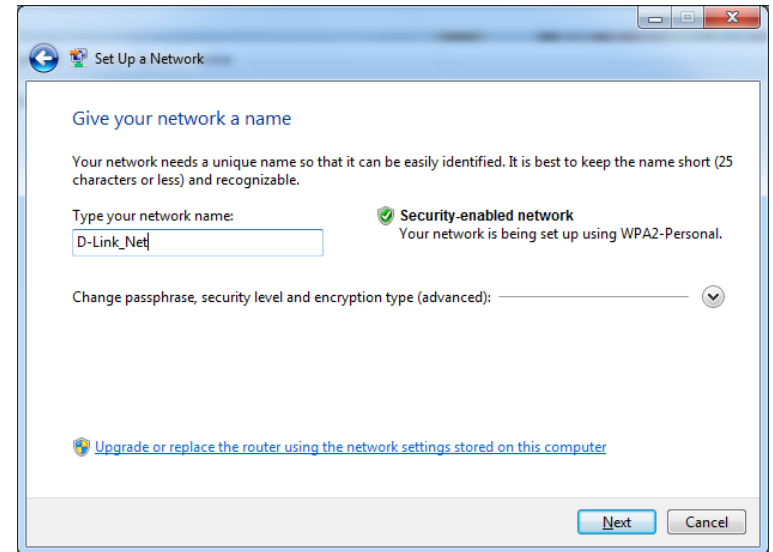 Set Up a Network
Give your network a name
Your network needs a unique name so that it can be easily identified. It is best to keep the name short (25
characters or less) and recognizable.
Type your network name:
D-Link_Net
Security-enabled network
Your network is being set up using WPA2-Personal.
Change passphrase, security level and encryption type (advanced):
Upgrade or replace the router using the network settings stored on this computer
Next
Cancel